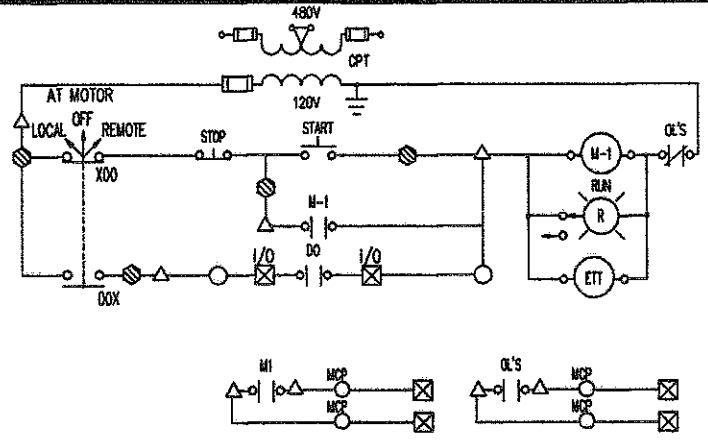 480V
CPT
120V
AT MOTOR
OFF
LOCAL
REMOTE
XOO
STOP
START
M-1
OL'S
RUN
R
M-1
I/O
DO
I/O
ETT
OOX
M1
MCP
MCP
OL'S
MCP
MCP